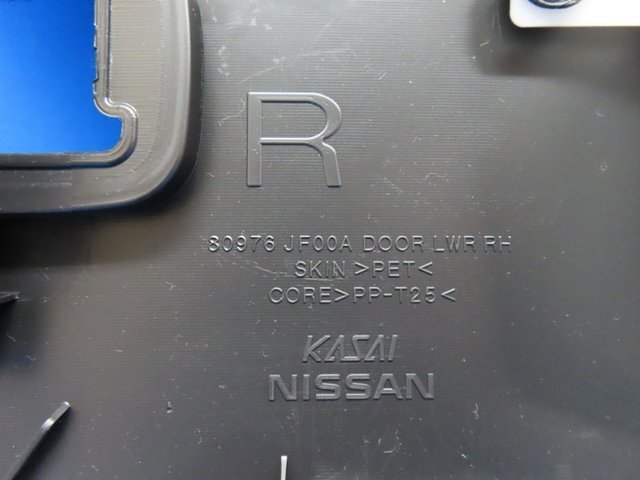 R
80976 JF00A DOOR LWR RH
SKIN >PET<
CORE>PP-T25<
KASAI
NISSAN